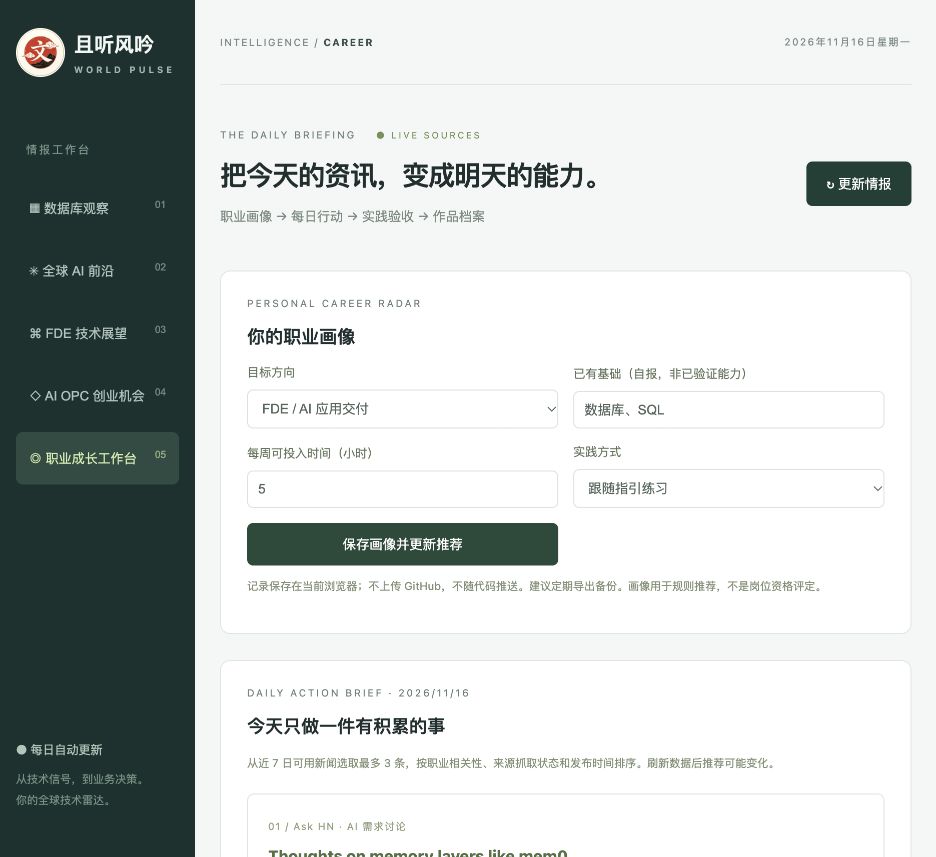 文
且听风吟
WORLD PULSE
情报工作台
▦ 数据库观察 01
✳ 全球 AI 前沿 02
⌘ FDE 技术展望 03
◇ AI OPC 创业机会 04
◎ 职业成长工作台 05
● 每日自动更新
从技术信号，到业务决策。
你的全球技术雷达。
INTELLIGENCE / CAREER
2026年11月16日星期一
THE DAILY BRIEFING ● LIVE SOURCES
把今天的资讯，变成明天的能力。
职业画像 → 每日行动 → 实践验收 → 作品档案
↻ 更新情报
PERSONAL CAREER RADAR
你的职业画像
目标方向
FDE / AI 应用交付
已有基础（自报，非已验证能力）
数据库、SQL
每周可投入时间（小时）
5
实践方式
跟随指引练习
保存画像并更新推荐
记录保存在当前浏览器；不上传 GitHub，不随代码推送。建议定期导出备份。画像用于规则推荐，不是岗位资格评定。
DAILY ACTION BRIEF · 2026/11/16
今天只做一件有积累的事
从近 7 日可用新闻选取最多 3 条，按职业相关性、来源抓取状态和发布时间排序。刷新数据后推荐可能变化。
01 / Ask HN · AI 需求讨论
Thoughts on memory layers like mem0